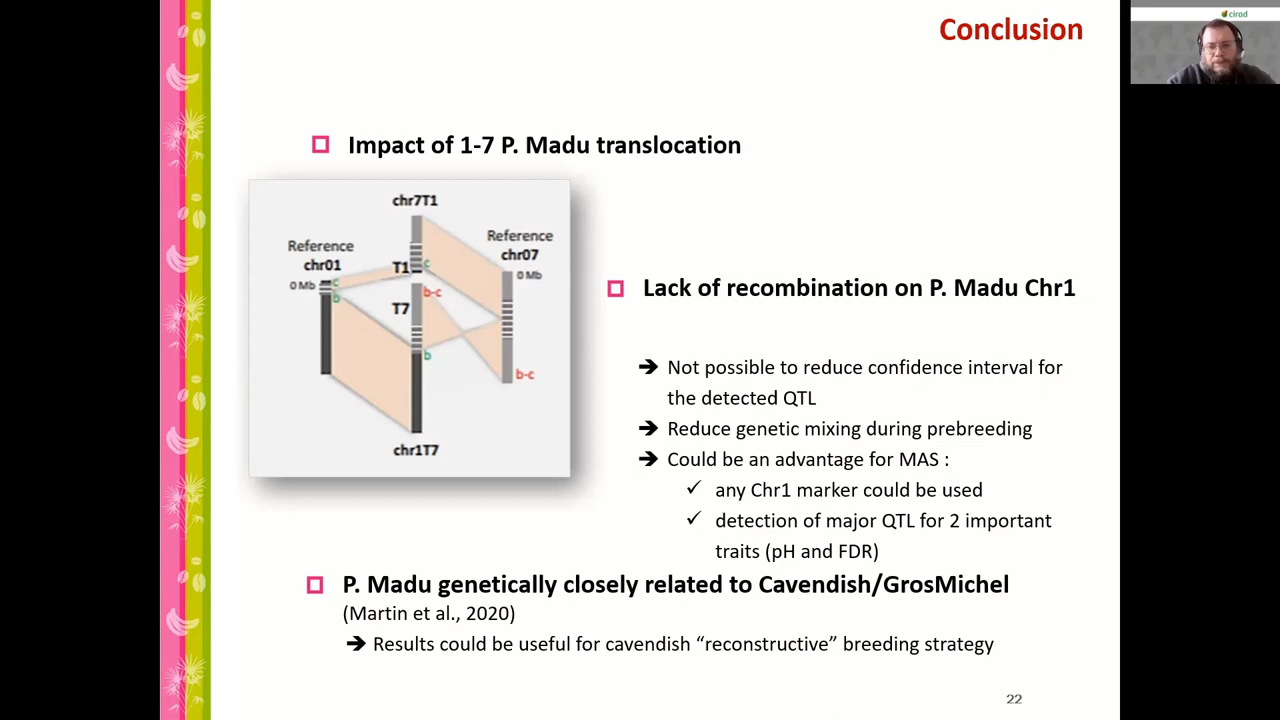 Conclusion
cirad
Impact of 1-7 P. Madu translocation
chr7T1
Reference
chr01
Reference
chr07
0 Mb
0 Mb
T1
c
c
b
b-c
T7
b
b-c
chr1T7
Lack of recombination on P. Madu Chr1
➔ Not possible to reduce confidence interval for
the detected QTL
➔ Reduce genetic mixing during prebreeding
➔ Could be an advantage for MAS :
✓ any Chr1 marker could be used
✓ detection of major QTL for 2 important
traits (pH and FDR)
P. Madu genetically closely related to Cavendish/GrosMichel
(Martin et al., 2020)
➔ Results could be useful for cavendish “reconstructive” breeding strategy
22